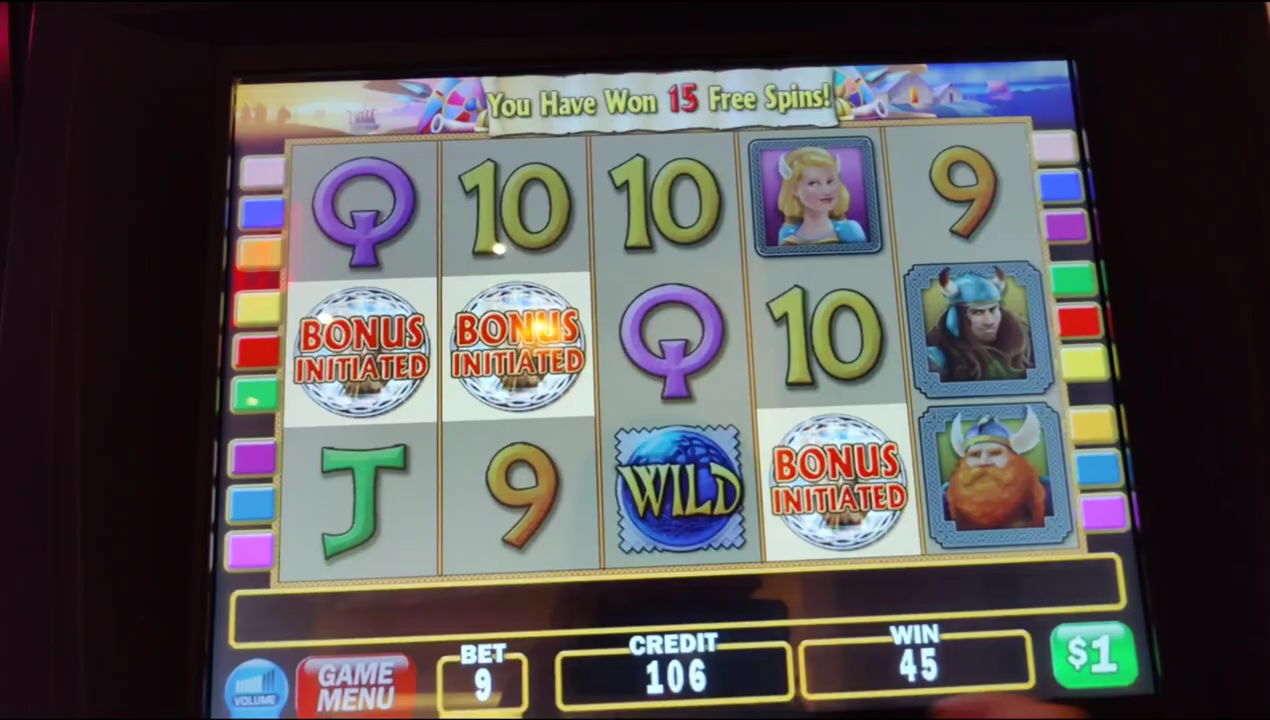 You Have Won 15 Free Spins!
Q 10 10 9
BONUS
INITIATED
BONUS
INITIATED
Q 10
J 9 WILD
BONUS
INITIATED
VOLUME
GAME
MENU
BET
9
CREDIT
106
WIN
45
$1